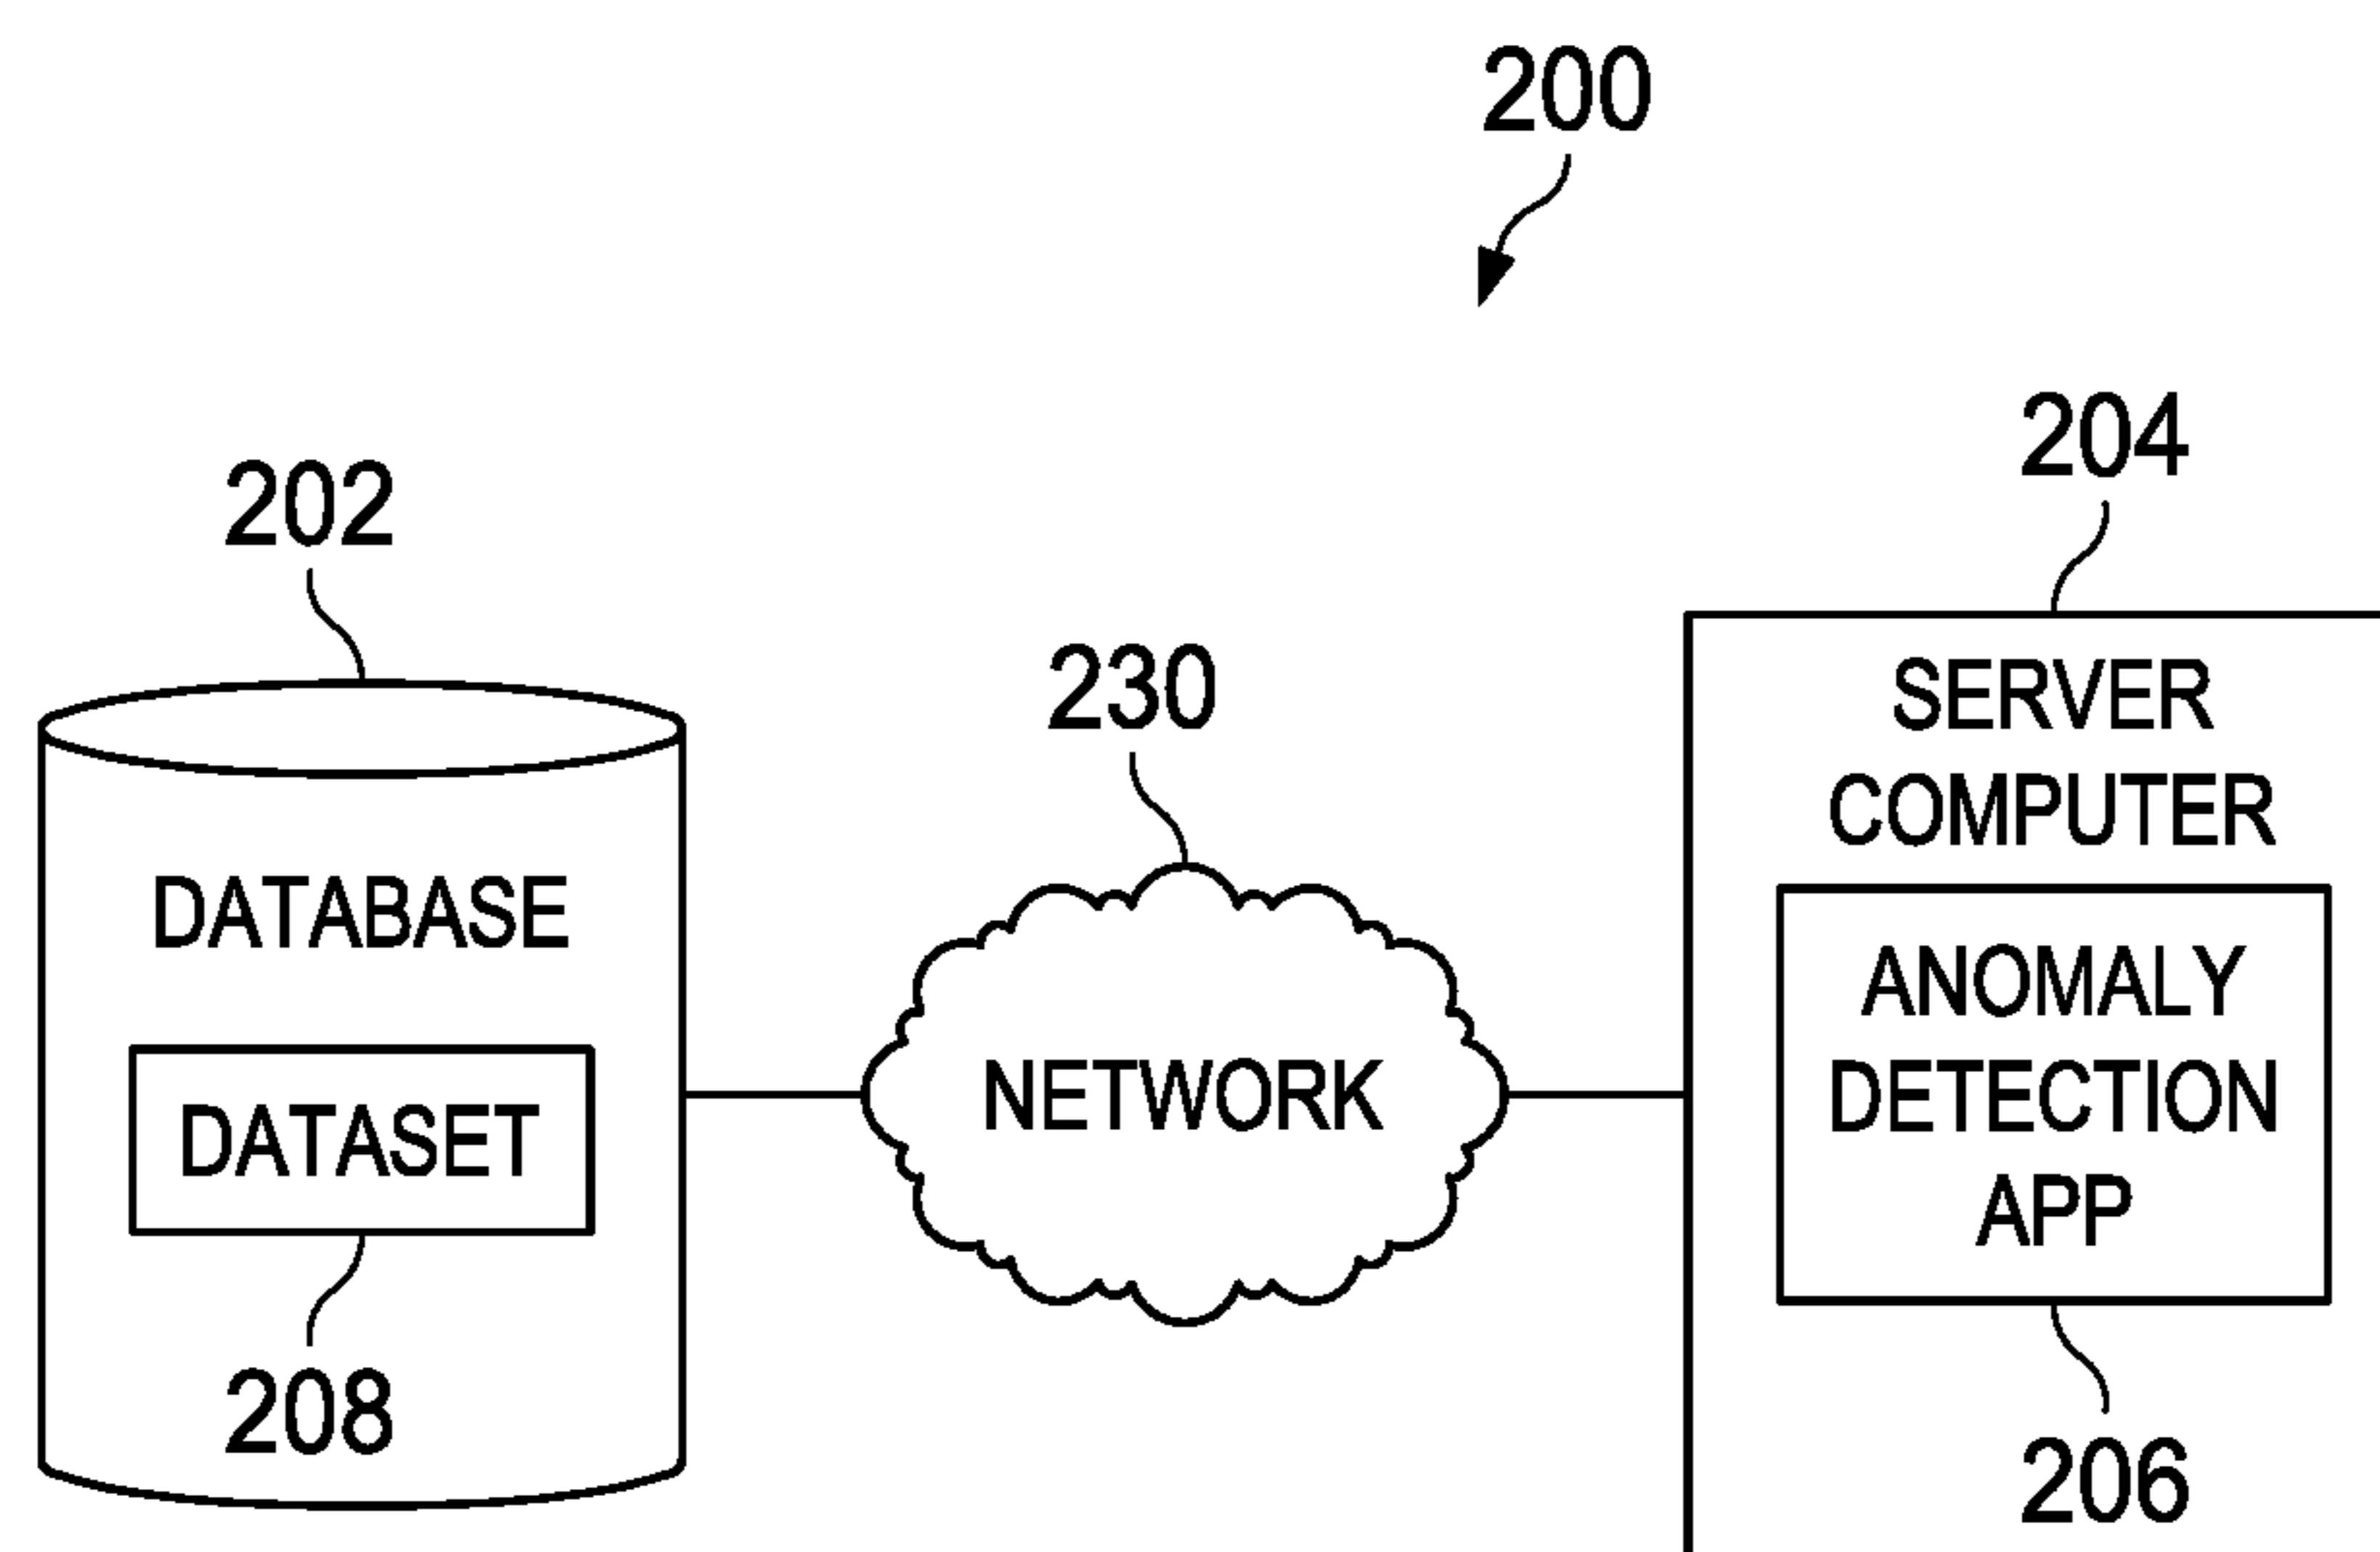 200
204
202
230
SERVER
COMPUTER
DATABASE
ANOMALY
DETECTION
APP
NETWORK
DATASET
208
206